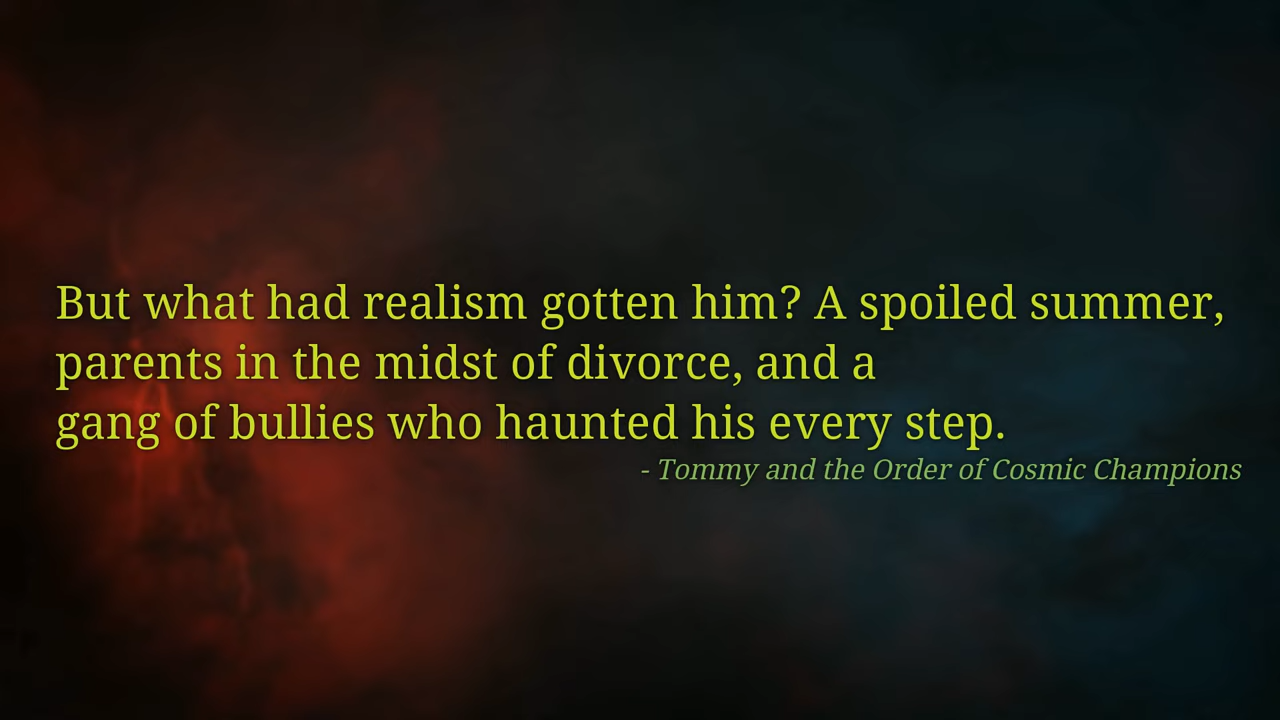 But what had realism gotten him? A spoiled summer,
parents in the midst of divorce, and a
gang of bullies who haunted his every step.
- Tommy and the Order of Cosmic Champions